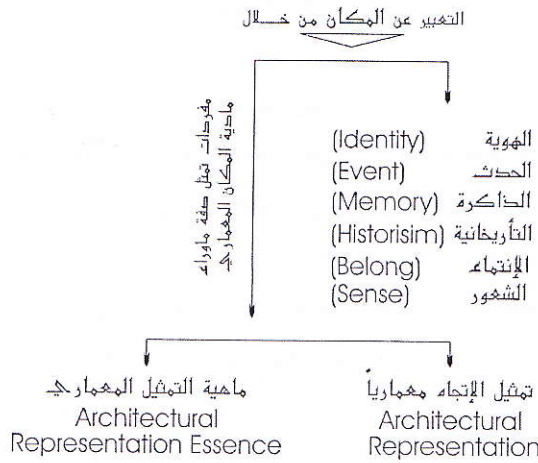 التعبير عن المكان من خلال
مفردات تمثل صفة ماوراء
مادية المكان المعماري
الهوية (Identity)
الحدث (Event)
الذاكرة (Memory)
التأريخانية (Historisim)
الإنتماء (Belong)
الشعور (Sense)
تمثل الإتجاه معمارياً
Architectural
Representation
ماهية التمثيل المعماري
Architectural
Representation Essence